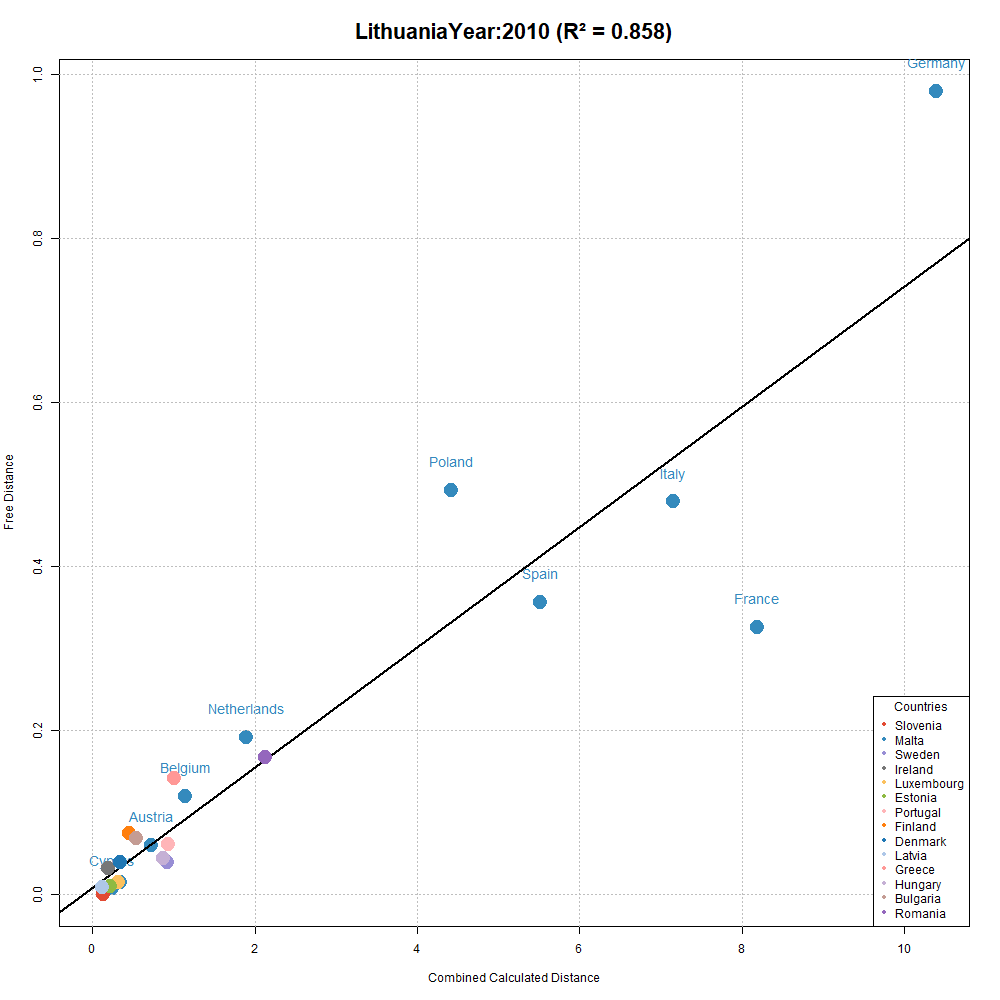 LithuaniaYear:2010 (R² = 0.858)
Germany
Poland
Italy
Spain
France
Netherlands
Belgium
Austria
Cyprus
1.0
0.8
0.6
0.4
0.2
0.0
Free Distance
0 2 4 6 8 10
Combined Calculated Distance
Countries
Slovenia
Malta
Sweden
Ireland
Luxembourg
Estonia
Portugal
Finland
Denmark
Latvia
Greece
Hungary
Bulgaria
Romania